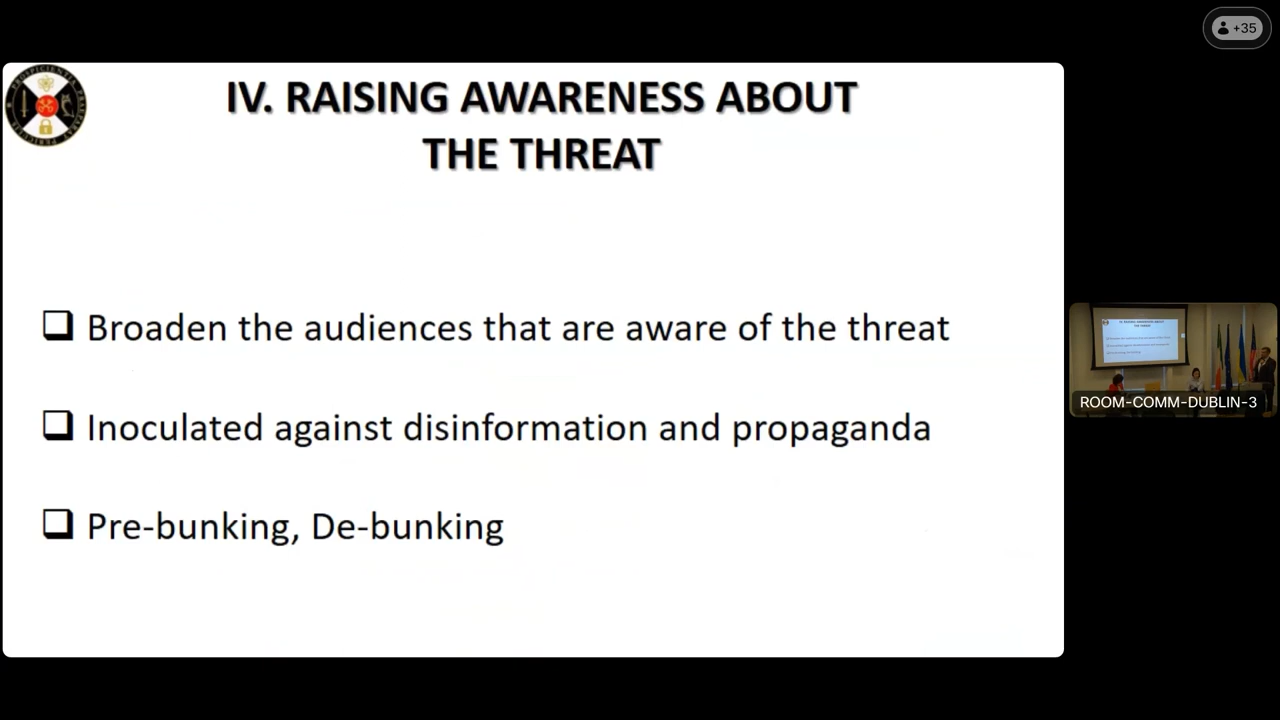 +35
IV. RAISING AWARENESS ABOUT
THE THREAT
Broaden the audiences that are aware of the threat
Inoculated against disinformation and propaganda
Pre-bunking, De-bunking
ROOM-COMM-DUBLIN-3